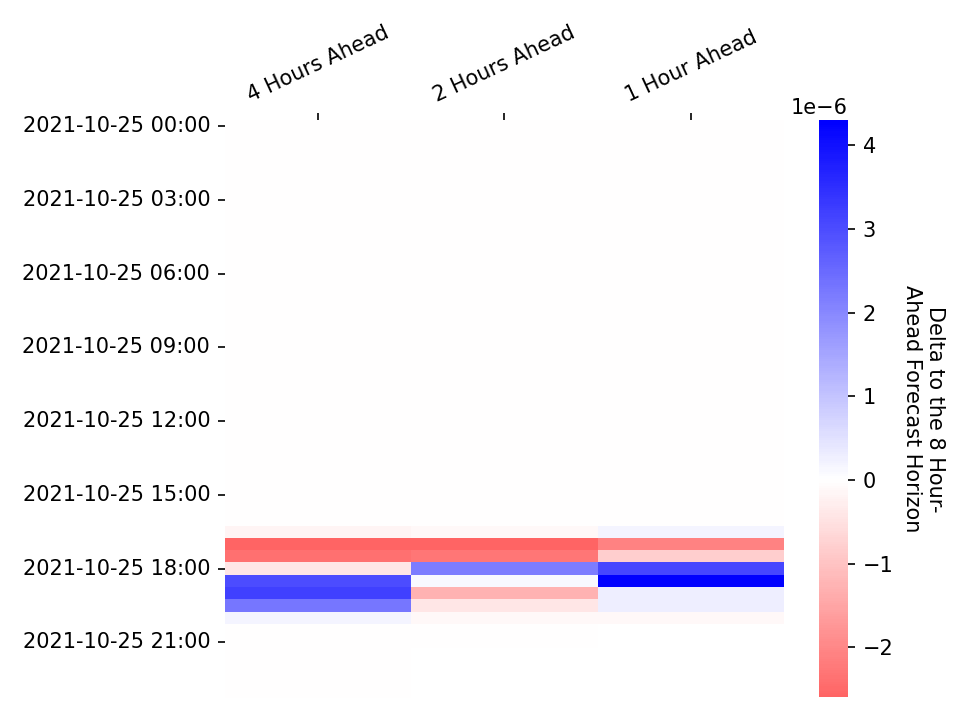 4 Hours Ahead
2 Hours Ahead
1 Hour Ahead
1e−6
2021-10-25 00:00
2021-10-25 03:00
2021-10-25 06:00
2021-10-25 09:00
2021-10-25 12:00
2021-10-25 15:00
2021-10-25 18:00
2021-10-25 21:00
4
3
2
1
0
−1
−2
Delta to the 8 Hour-
Ahead Forecast Horizon